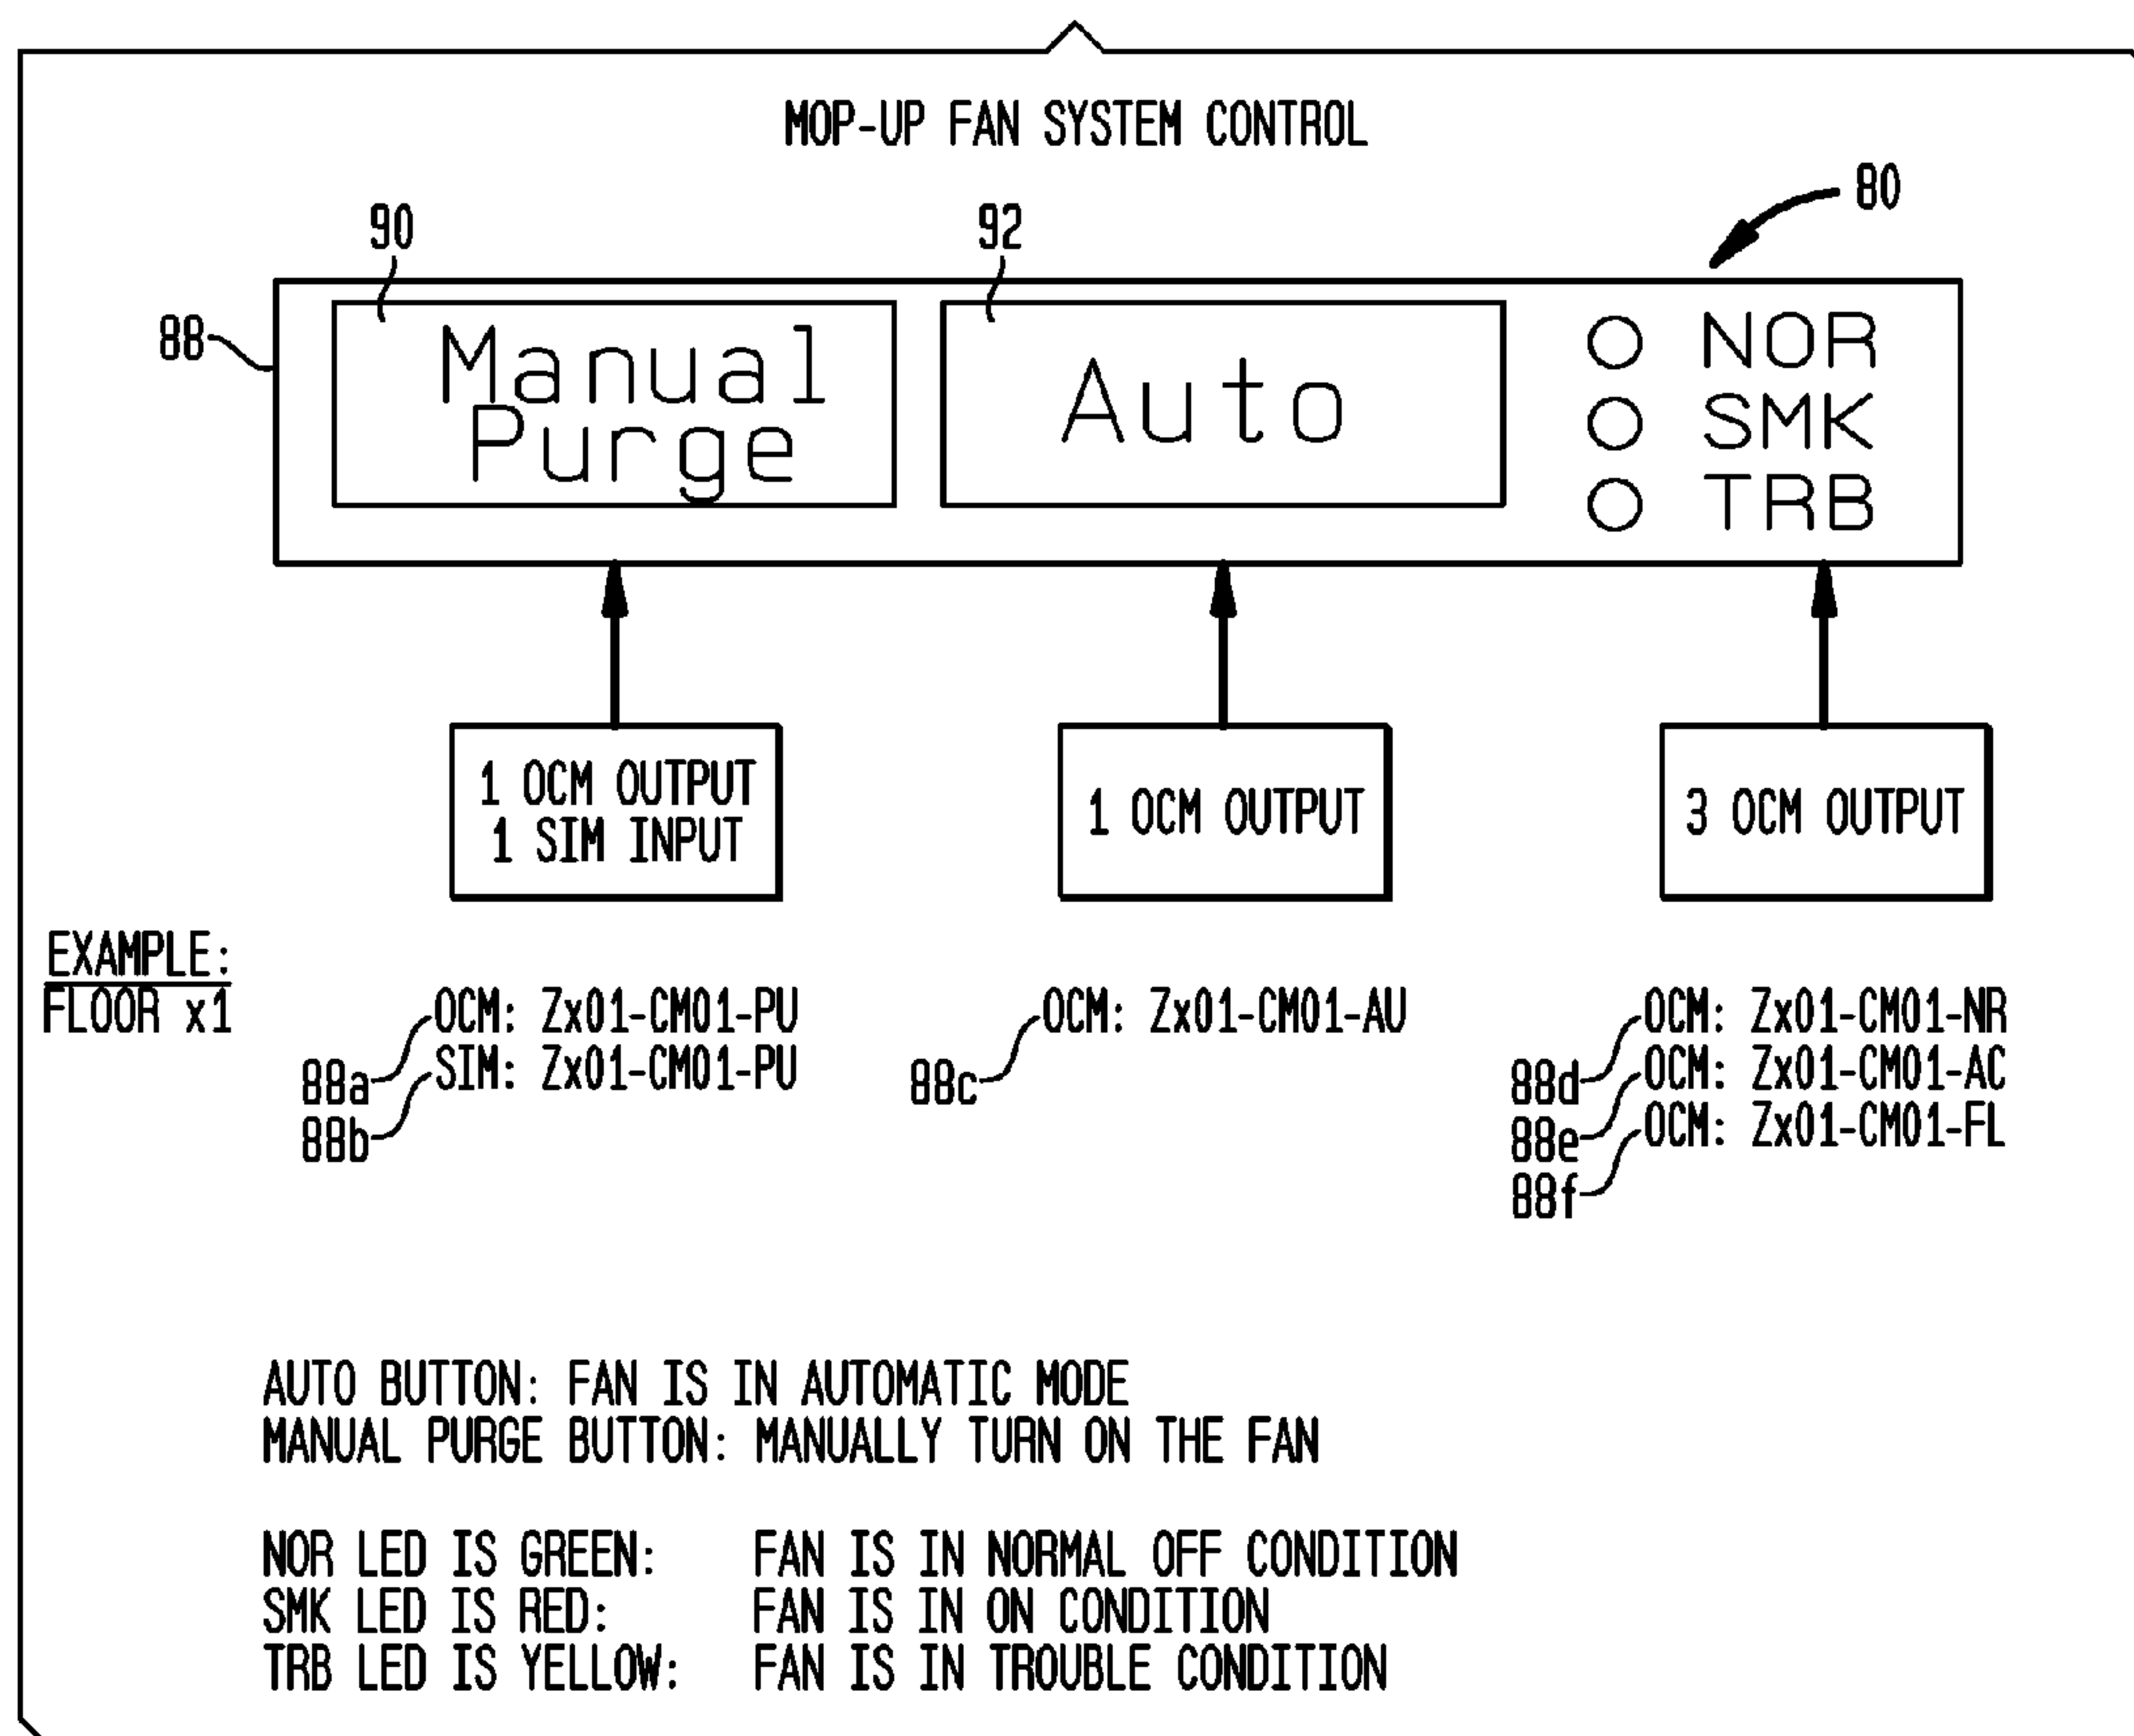 MOP-UP FAN SYSTEM CONTROL
80
90
92
88
Manual
Purge
Auto
NOR
SMK
TRB
1 OCM OUTPUT
1 SIM INPUT
1 OCM OUTPUT
3 OCM OUTPUT
EXAMPLE:
FLOOR x1
OCM: Zx01-CM01-PU
SIM: Zx01-CM01-PU
88a
88b
OCM: Zx01-CM01-AU
88c
OCM: Zx01-CM01-NR
OCM: Zx01-CM01-AC
OCM: Zx01-CM01-FL
88d
88e
88f
AUTO BUTTON: FAN IS IN AUTOMATIC MODE
MANUAL PURGE BUTTON: MANUALLY TURN ON THE FAN
NOR LED IS GREEN: FAN IS IN NORMAL OFF CONDITION
SMK LED IS RED: FAN IS IN ON CONDITION
TRB LED IS YELLOW: FAN IS IN TROUBLE CONDITION